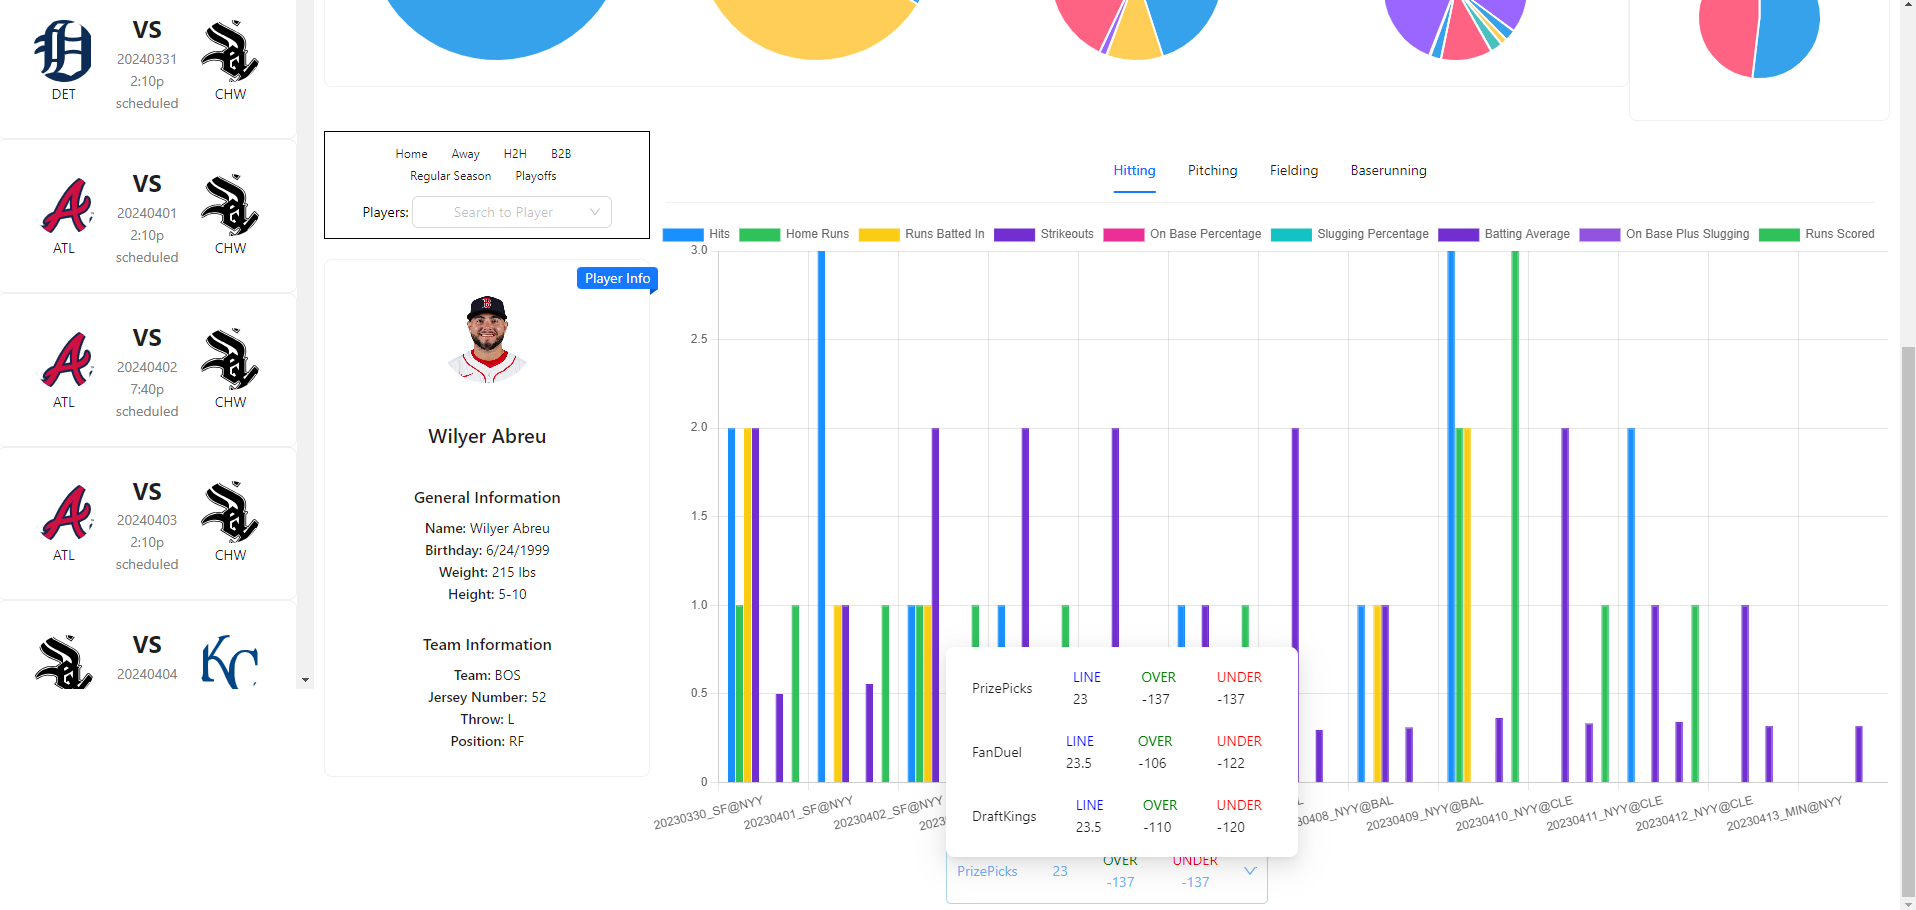 VS
20240331
2:10p
scheduled
DET
CHW
VS
20240401
2:10p
scheduled
ATL
CHW
VS
20240402
7:40p
scheduled
ATL
CHW
VS
20240403
2:10p
scheduled
ATL
CHW
VS
20240404
Home Away H2H B2B
Regular Season Playoffs
Players: Search to Player
Player Info
Wilyer Abreu
General Information
Name: Wilyer Abreu
Birthday: 6/24/1999
Weight: 215 lbs
Height: 5-10
Team Information
Team: BOS
Jersey Number: 52
Throw: L
Position: RF
Hitting Pitching Fielding Baserunning
Hits Home Runs Runs Batted In Strikeouts On Base Percentage Slugging Percentage Batting Average On Base Plus Slugging Runs Scored
3.0
2.5
2.0
1.5
1.0
0.5
0
20230330_SF@NYY 20230401_SF@NYY 20230402_SF@NYY 20230409_NYY@BAL 20230410_NYY@CLE 20230411_NYY@CLE 20230412_NYY@CLE 20230413_MIN@NYY
PrizePicks LINE OVER UNDER
23 -137 -137
FanDuel LINE OVER UNDER
23.5 -106 -122
DraftKings LINE OVER UNDER
23.5 -110 -120
PrizePicks 23 OVER UNDER
-137 -137